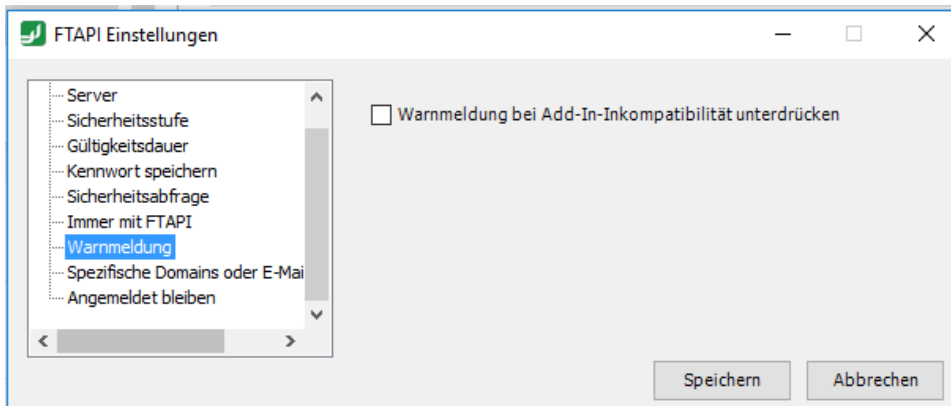 FTAPI Einstellungen
Server
Sicherheitsstufe
Gültigkeitsdauer
Kennwort speichern
Sicherheitsabfrage
Immer mit FTAPI
Warnmeldung
Spezifische Domains oder E-Mai
Angemeldet bleiben
Warnmeldung bei Add-In-Inkompatibilität unterdrücken
Speichern
Abbrechen